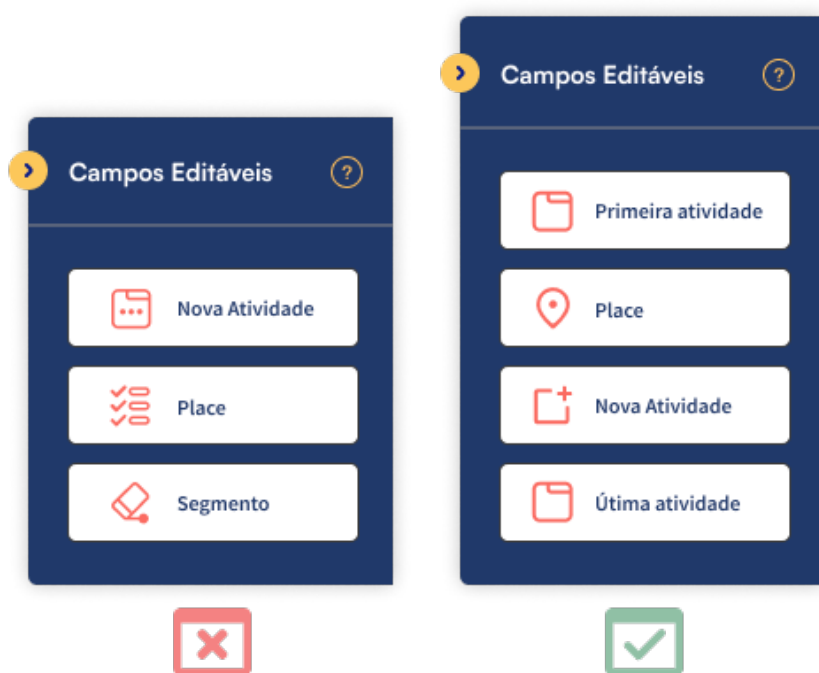 Campos Editáveis
?
Nova Atividade
Place
Segmento
Campos Editáveis
?
Primeira atividade
Place
Nova Atividade
Útima atividade